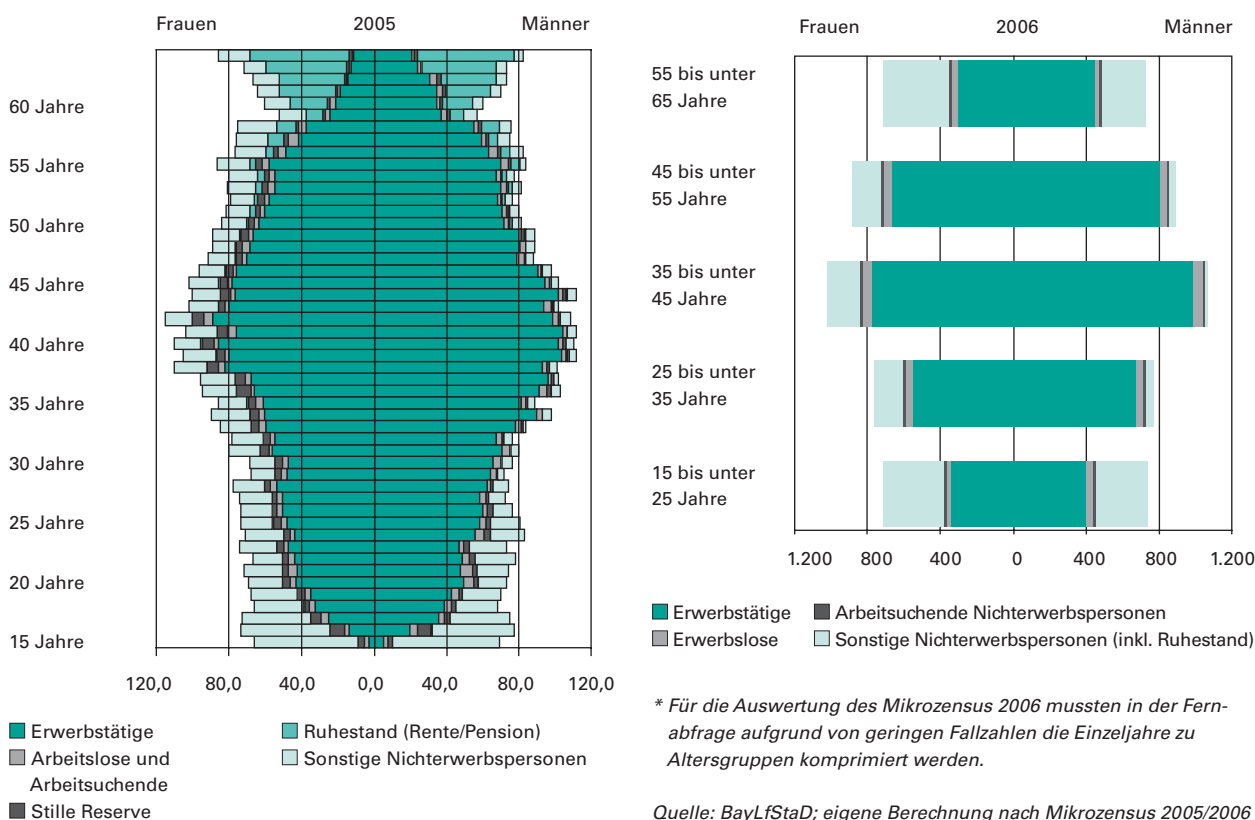 Frauen 2005 Männer
60 Jahre
55 Jahre
50 Jahre
45 Jahre
40 Jahre
35 Jahre
30 Jahre
25 Jahre
20 Jahre
15 Jahre
120,0 80,0 40,0 0,0 40,0 80,0 120,0
Erwerbstätige
Arbeitslose und
Arbeitsuchende
Stille Reserve
Ruhestand (Rente/Pension)
Sonstige Nichterwerbspersonen
Frauen 2006 Männer
55 bis unter
65 Jahre
45 bis unter
55 Jahre
35 bis unter
45 Jahre
25 bis unter
35 Jahre
15 bis unter
25 Jahre
1.200 800 400 0 400 800 1.200
Erwerbstätige
Erwerbslose
Arbeitsuchende Nichterwerbspersonen
Sonstige Nichterwerbspersonen (inkl. Ruhestand)
* Für die Auswertung des Mikrozensus 2006 mussten in der Fern-
abfrage aufgrund von geringen Fallzahlen die Einzeljahre zu
Altersgruppen komprimiert werden.
Quelle: BayLfStaD; eigene Berechnung nach Mikrozensus 2005/2006